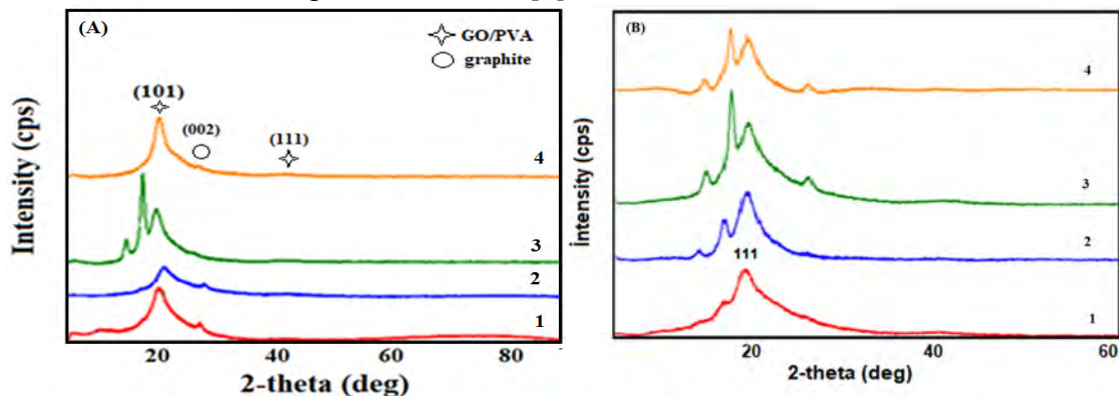 (A)
GO/PVA
graphite
(101)
(002)
(111)
4
3
2
1
Intensity (cps)
20
40
60
80
2-theta (deg)
(B)
4
3
2
111
1
İntensity (cps)
20
40
60
2-theta (deg)